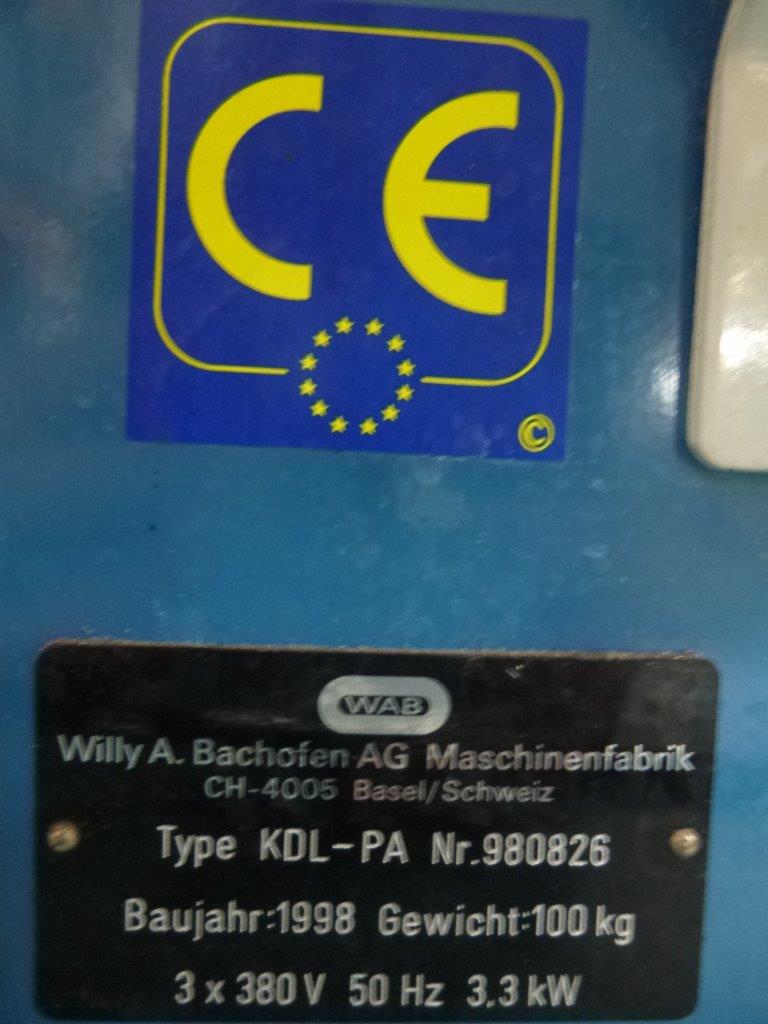 CE
©
WAB
Willy A. Bachofen AG Maschinenfabrik
CH-4005 Basel/Schweiz
Type KDL-PA Nr.980826
Baujahr:1998 Gewicht:100 kg
3 x 380 V 50 Hz 3,3 kW